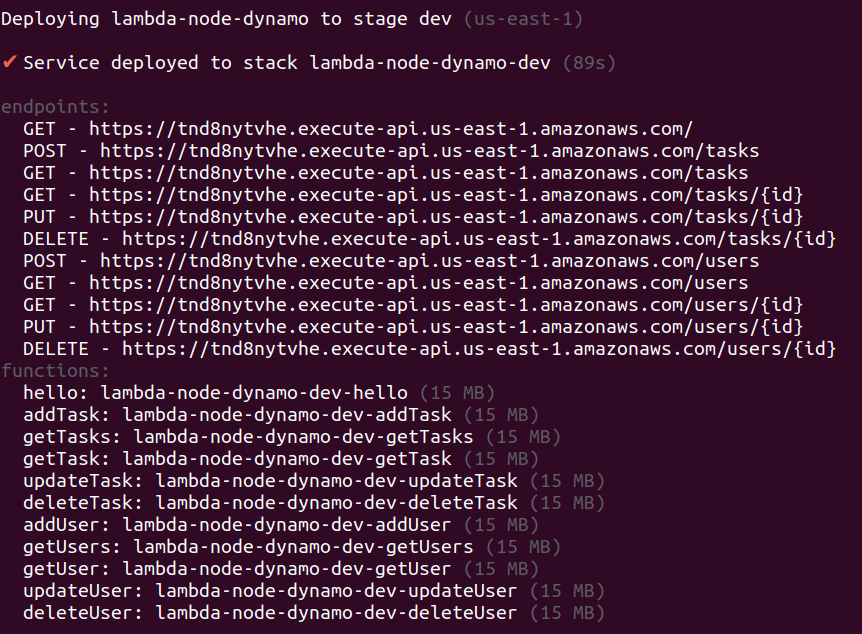 Deploying lambda-node-dynamo to stage dev (us-east-1)
✔ Service deployed to stack lambda-node-dynamo-dev (89s)
endpoints:
GET - https://tnd8nytvhe.execute-api.us-east-1.amazonaws.com/
POST - https://tnd8nytvhe.execute-api.us-east-1.amazonaws.com/tasks
GET - https://tnd8nytvhe.execute-api.us-east-1.amazonaws.com/tasks
GET - https://tnd8nytvhe.execute-api.us-east-1.amazonaws.com/tasks/{id}
PUT - https://tnd8nytvhe.execute-api.us-east-1.amazonaws.com/tasks/{id}
DELETE - https://tnd8nytvhe.execute-api.us-east-1.amazonaws.com/tasks/{id}
POST - https://tnd8nytvhe.execute-api.us-east-1.amazonaws.com/users
GET - https://tnd8nytvhe.execute-api.us-east-1.amazonaws.com/users
GET - https://tnd8nytvhe.execute-api.us-east-1.amazonaws.com/users/{id}
PUT - https://tnd8nytvhe.execute-api.us-east-1.amazonaws.com/users/{id}
DELETE - https://tnd8nytvhe.execute-api.us-east-1.amazonaws.com/users/{id}
functions:
hello: lambda-node-dynamo-dev-hello (15 MB)
addTask: lambda-node-dynamo-dev-addTask (15 MB)
getTasks: lambda-node-dynamo-dev-getTasks (15 MB)
getTask: lambda-node-dynamo-dev-getTask (15 MB)
updateTask: lambda-node-dynamo-dev-updateTask (15 MB)
deleteTask: lambda-node-dynamo-dev-deleteTask (15 MB)
addUser: lambda-node-dynamo-dev-addUser (15 MB)
getUsers: lambda-node-dynamo-dev-getUsers (15 MB)
getUser: lambda-node-dynamo-dev-getUser (15 MB)
updateUser: lambda-node-dynamo-dev-updateUser (15 MB)
deleteUser: lambda-node-dynamo-dev-deleteUser (15 MB)